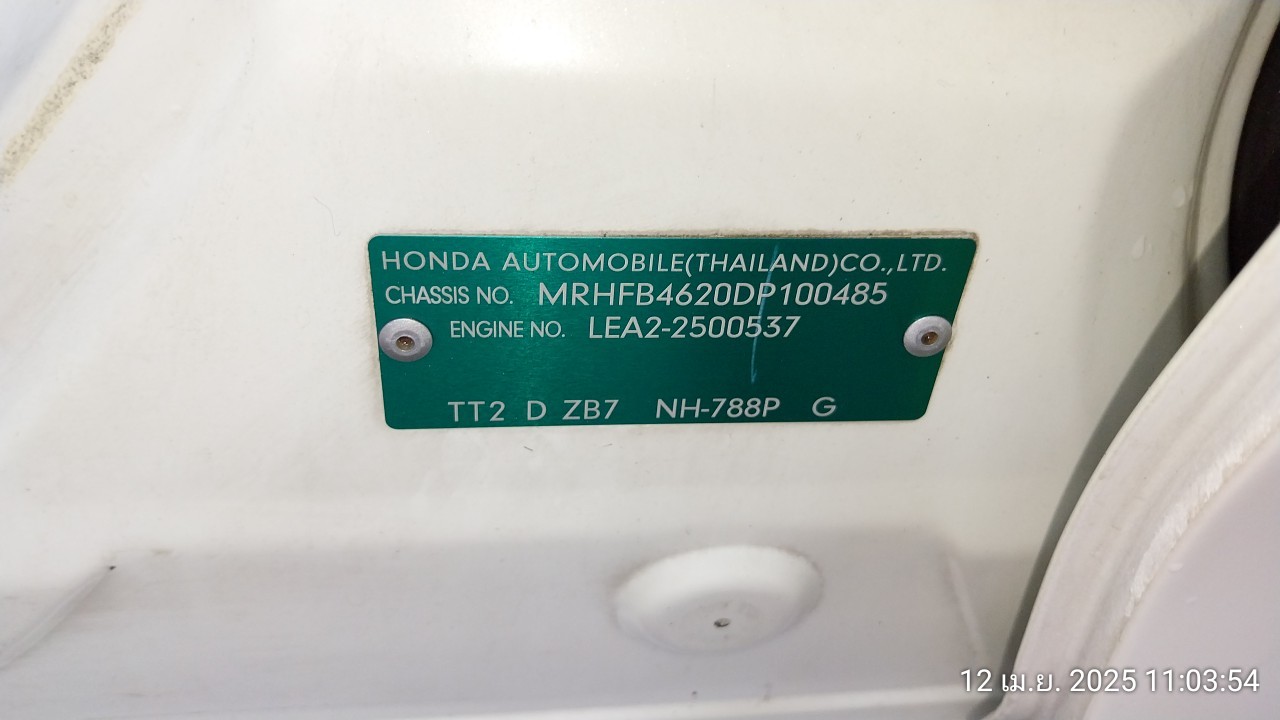 HONDA AUTOMOBILE(THAILAND)CO.,LTD.
CHASSIS NO. MRHFB4620DP100485
ENGINE NO. LEA2-2500537
TT2 D ZB7 NH-788P G
12 เม.ย. 2025 11:03:54